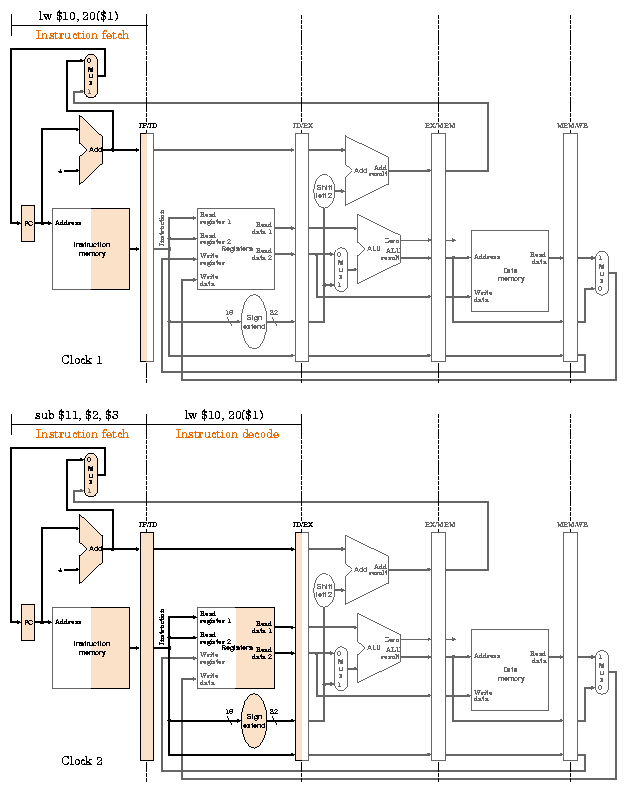 lw $10, 20($1)
Instruction fetch
0
M
u
x
1
IF/ID
ID/EX
EX/MEM
MEM/WB
Add
4
Add
Add
result
Shift
left 2
PC
Address
Instruction
memory
Instruction
Read
register 1
Read
register 2
Registers
Write
register
Write
data
Read
data 1
Read
data 2
0
M
u
x
1
Zero
ALU
ALU
result
Address
Data
memory
Read
data
Write
data
1
M
u
x
0
16
Sign
extend
32
Clock 1
sub $11, $2, $3
lw $10, 20($1)
Instruction fetch
Instruction decode
0
M
u
x
1
IF/ID
ID/EX
EX/MEM
MEM/WB
Add
4
Add
Add
result
Shift
left 2
PC
Address
Instruction
memory
Instruction
Read
register 1
Read
register 2
Registers
Write
register
Write
data
Read
data 1
Read
data 2
0
M
u
x
1
Zero
ALU
ALU
result
Address
Data
memory
Read
data
Write
data
1
M
u
x
0
16
Sign
extend
32
Clock 2